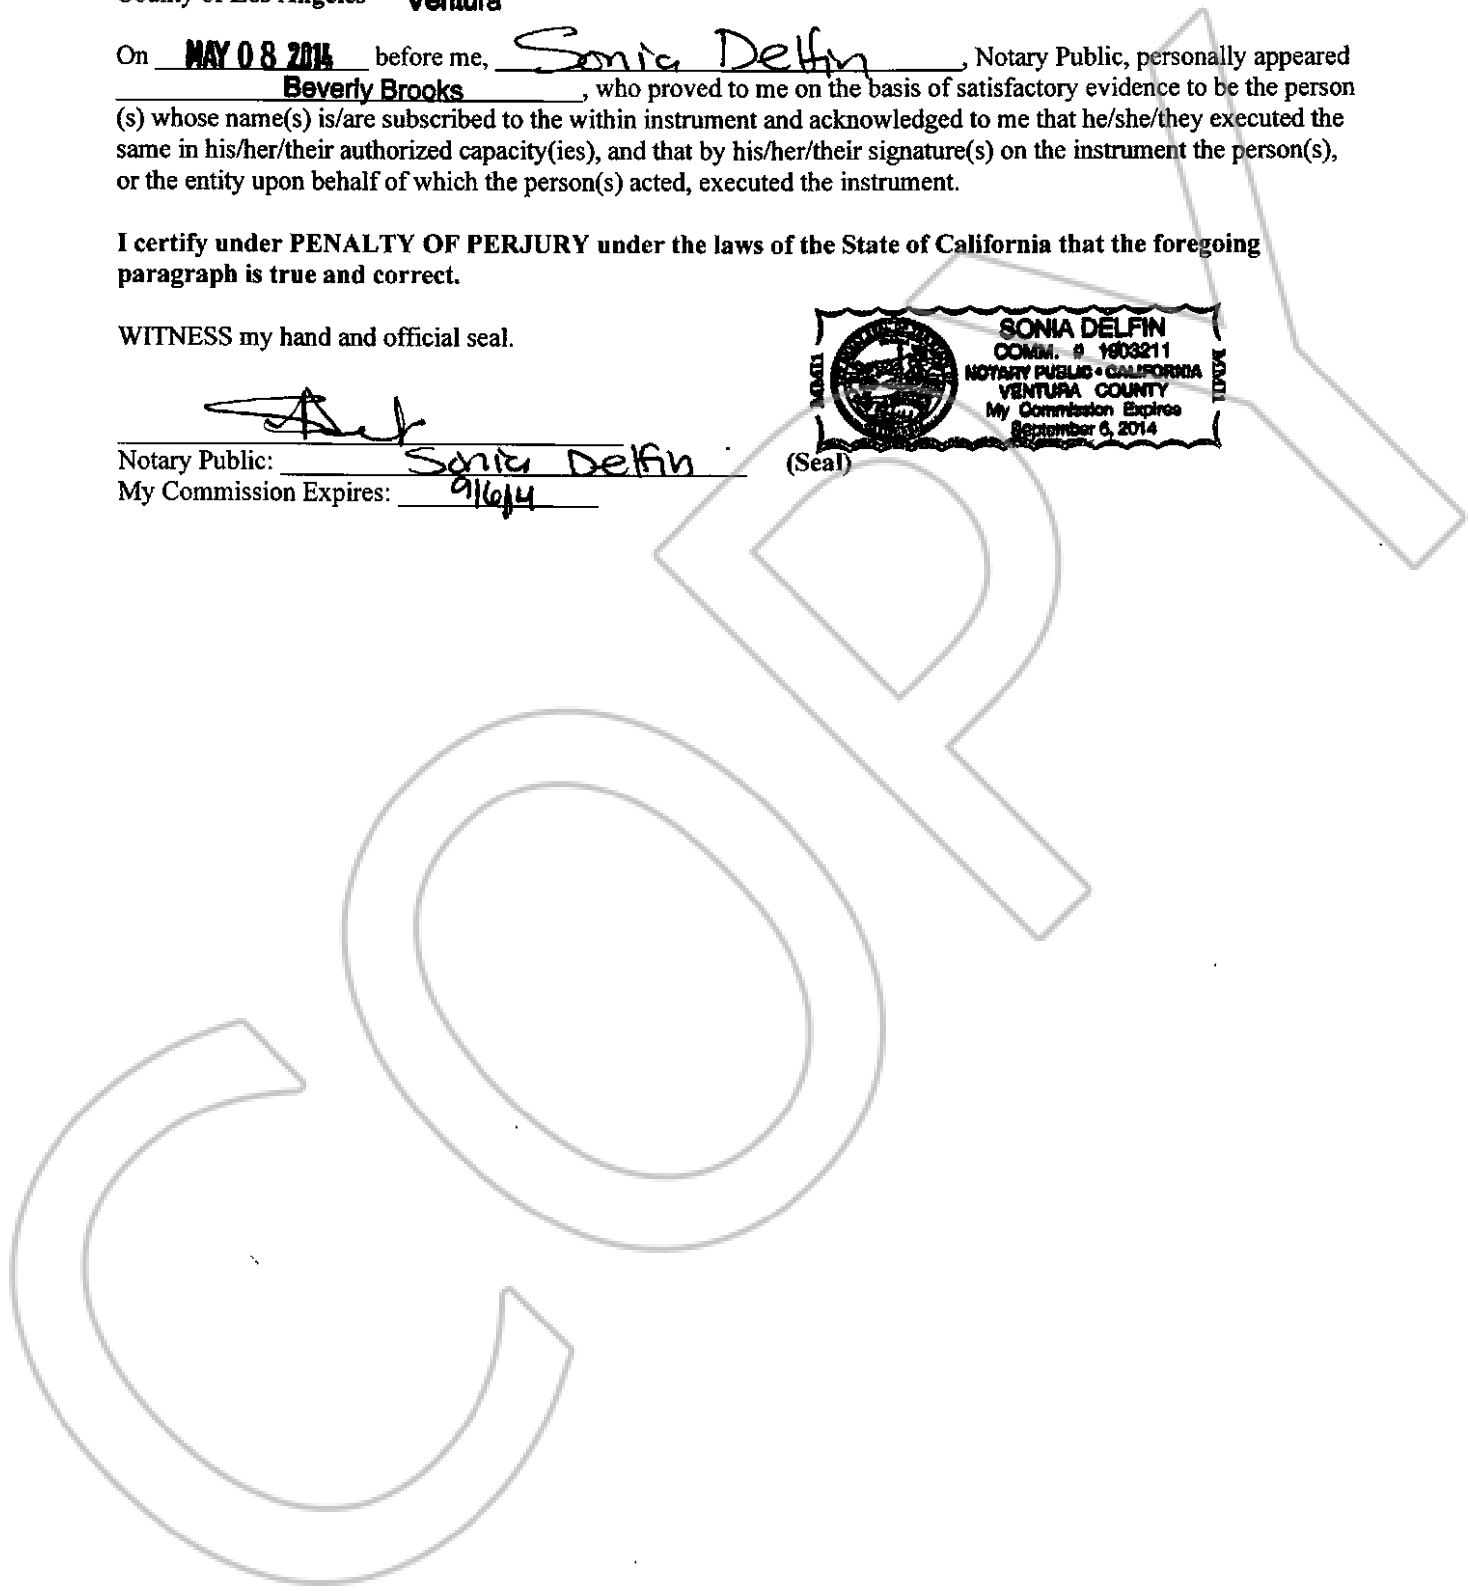 County of Los Angeles Ventura
On MAY 08 2014 before me, Sonia Delfin, Notary Public, personally appeared
Beverly Brooks, who proved to me on the basis of satisfactory evidence to be the person
(s) whose name(s) is/are subscribed to the within instrument and acknowledged to me that he/she/they executed the
same in his/her/their authorized capacity(ies), and that by his/her/their signature(s) on the instrument the person(s),
or the entity upon behalf of which the person(s) acted, executed the instrument.
I certify under PENALTY OF PERJURY under the laws of the State of California that the foregoing
paragraph is true and correct.
WITNESS my hand and official seal.
SONIA DELFIN
COMM. # 1903211
NOTARY PUBLIC • CALIFORNIA
VENTURA COUNTY
My Commission Expires
September 6, 2014
Notary Public: Sonia Delfin (Seal)
My Commission Expires: 9/6/14
COPY